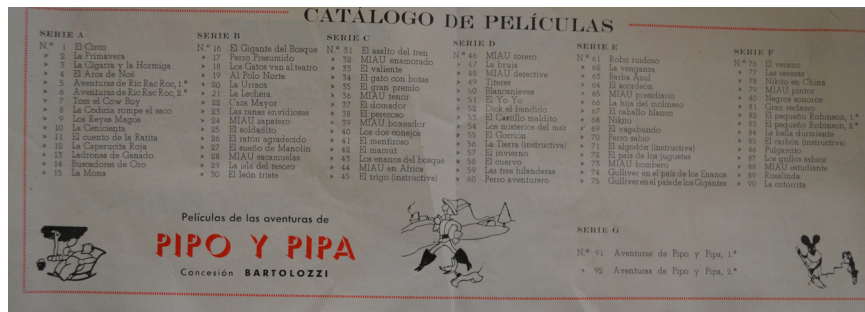 CATÁLOGO DE PELÍCULAS
SERIE A
N.º 1 El Circo
» 2 La Primavera
» 3 La Cigarra y la Hormiga
» 4 El Arca de Noé
» 5 Aventuras de Ric Rac Roc, 1.ª
» 6 Aventuras de Ric Rac Roc, 2.ª
» 7 Tom el Cow Boy
» 8 La Codicia rompe el saco
» 9 Los Reyes Magos
» 10 La Cenicienta
» 11 El cuento de la Ratita
» 12 La Caperucita Roja
» 13 Ladrones de Ganado
» 14 Buscadores de Oro
» 15 La Mona
SERIE B
N.º 16 El Gigante del Bosque
» 17 Perro Presumido
» 18 Los Gatos van al teatro
» 19 Al Polo Norte
» 20 La Urraca
» 21 La Lechera
» 22 Caza Mayor
» 23 Las ranas envidiosas
» 24 MIAU zapatero
» 25 El soldadito
» 26 El ratón agradecido
» 27 El sueño de Manolín
» 28 MIAU sacamuelas
» 29 La isla del tesoro
» 30 El león triste
SERIE C
N.º 31 El asalto del tren
» 32 MIAU enamorado
» 33 El valiente
» 34 El gato con botas
» 35 El gran premio
» 36 MIAU tenor
» 37 El domador
» 38 El perezoso
» 39 MIAU boxeador
» 40 Los dos conejos
» 41 El mentiroso
» 42 El mamut
» 43 Los enanos del bosque
» 44 MIAU en Africa
» 45 El trigo (instructiva)
SERIE D
N.º 46 MIAU torero
» 47 La bruja
» 48 MIAU detective
» 49 Títeres
» 50 Blancanieves
» 51 El Yo Yo
» 52 Dick el bandido
» 53 El Castillo maldito
» 54 Los misterios del mar
» 55 El Gorrión
» 56 La Tierra (instructiva)
» 57 El invierno
» 58 El cuervo
» 59 Las tres hilanderas
» 60 Perro aventurero
SERIE E
N.º 61 Robo ruidoso
» 62 La venganza
» 63 Barba Azul
» 64 El acordeón
» 65 MIAU presidiario
» 66 La hija del molinero
» 67 El caballo blanco
» 68 Nikito
» 69 El vagabundo
» 70 Perro sabio
» 71 El algodón (instructiva)
» 72 El país de los juguetes
» 73 MIAU bombero
» 74 Gulliver en el país de los Enanos
» 75 Gulliver en el país de los Gigantes
SERIE F
N.º 76 El verano
» 77 Las cerezas
» 78 Nikito en China
» 79 MIAU pintor
» 80 Negros sonoros
» 81 Gran reclamo
» 82 El pequeño Robinson, 1.ª
» 83 El pequeño Robinson, 2.ª
» 84 La bella durmiente
» 85 El carbón (instructiva)
» 86 Pulgarcito
» 87 Los grillos sabios
» 88 MIAU estudiante
» 89 Rosalinda
» 90 La cotorrita
Películas de las aventuras de
PIPO Y PIPA
Concesión BARTOLOZZI
SERIE G
N.º 91 Aventuras de Pipo y Pipa, 1.ª
» 92 Aventuras de Pipo y Pipa, 2.ª